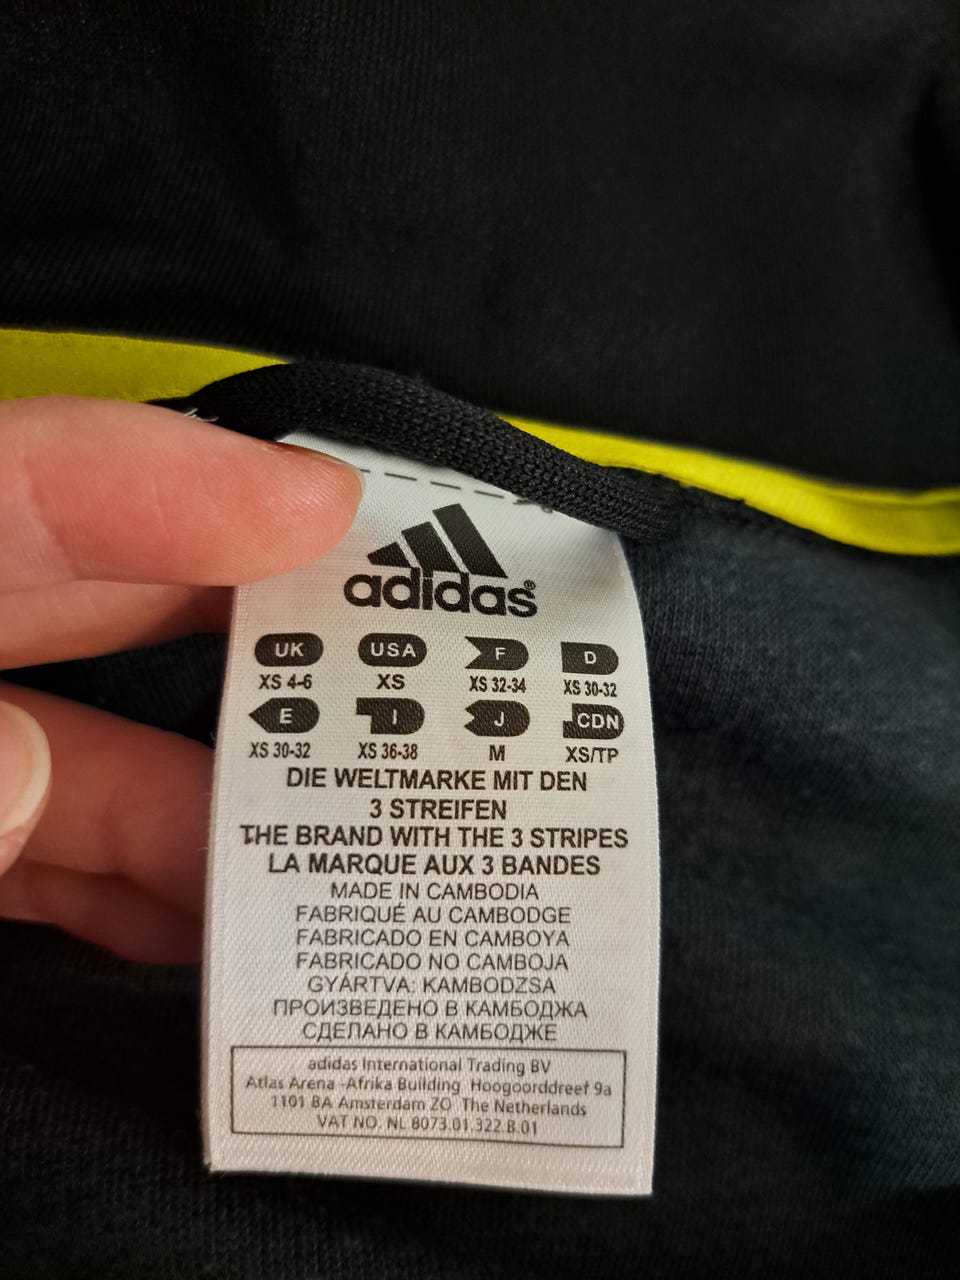 adidas®
UK USA F D
XS 4-6 XS XS 32-34 XS 30-32
E I J CDN
XS 30-32 XS 36-38 M XS/TP
DIE WELTMARKE MIT DEN
3 STREIFEN
THE BRAND WITH THE 3 STRIPES
LA MARQUE AUX 3 BANDES
MADE IN CAMBODIA
FABRIQUÉ AU CAMBODGE
FABRICADO EN CAMBOYA
FABRICADO NO CAMBOJA
GYÁRTVA: KAMBODZSA
ПРОИЗВЕДЕНО В КАМБОДЖА
СДЕЛАНО В КАМБОДЖЕ
adidas International Trading BV
Atlas Arena -Afrika Building Hoogoorddreef 9a
1101 BA Amsterdam ZO The Netherlands
VAT NO. NL 8073.01.322.B.01